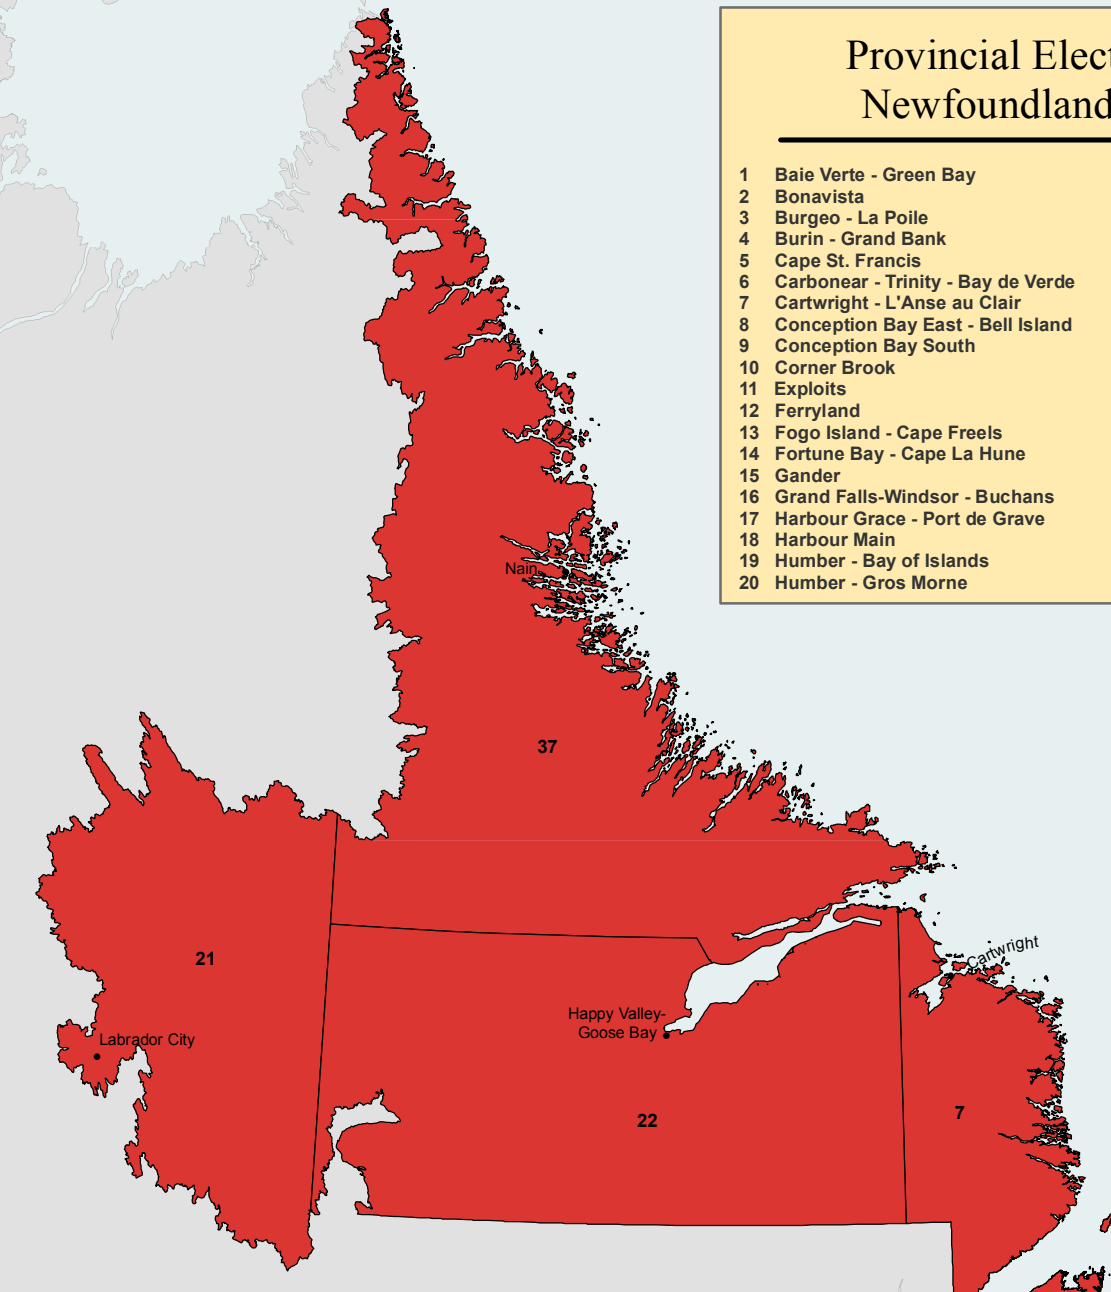 Provincial Elect
Newfoundland
1 Baie Verte - Green Bay
2 Bonavista
3 Burgeo - La Poile
4 Burin - Grand Bank
5 Cape St. Francis
6 Carbonear - Trinity - Bay de Verde
7 Cartwright - L'Anse au Clair
8 Conception Bay East - Bell Island
9 Conception Bay South
10 Corner Brook
11 Exploits
12 Ferryland
13 Fogo Island - Cape Freels
14 Fortune Bay - Cape La Hune
15 Gander
16 Grand Falls-Windsor - Buchans
17 Harbour Grace - Port de Grave
18 Harbour Main
19 Humber - Bay of Islands
20 Humber - Gros Morne
Nain
37
21
Cartwright
Happy Valley-
Goose Bay
Labrador City
22
7